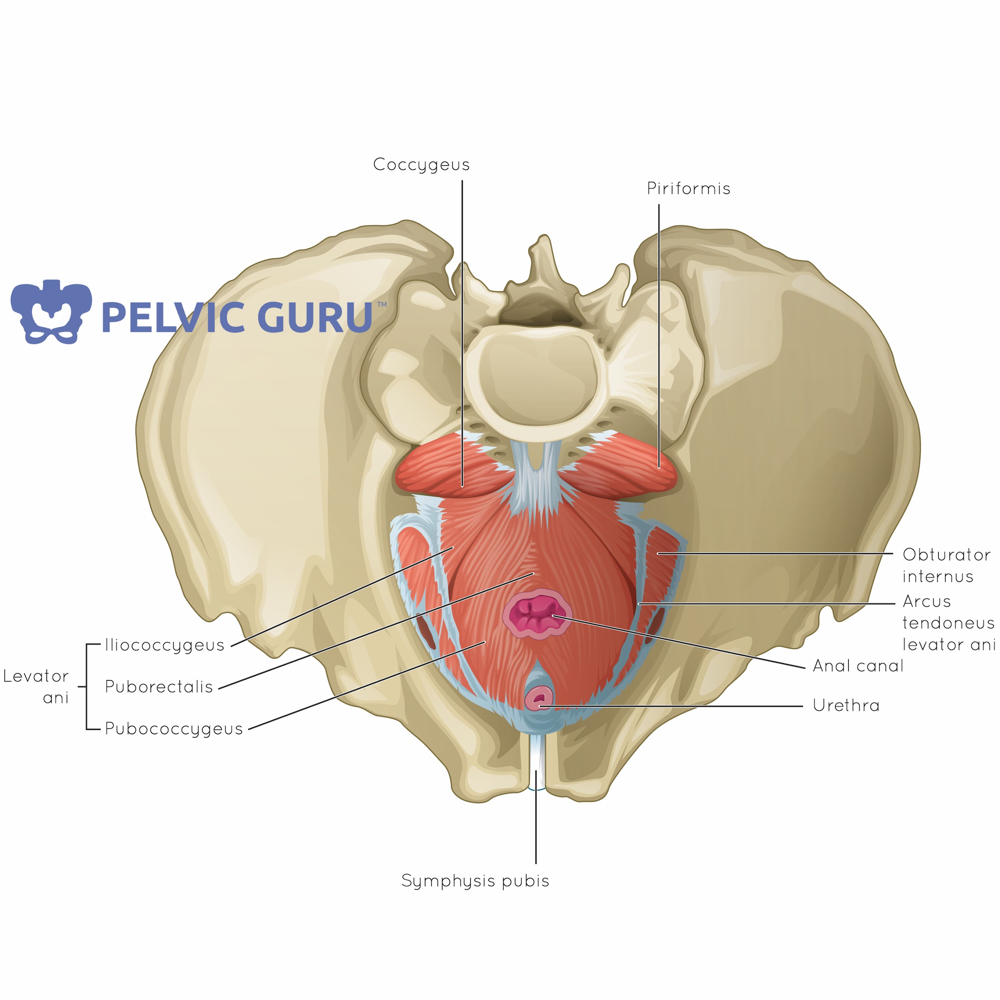 Coccygeus
Piriformis
PELVIC GURU™
Obturator
internus
Arcus
tendoneus
levator ani
Iliococcygeus
Anal canal
Levator
ani
Puborectalis
Urethra
Pubococcygeus
Symphysis pubis